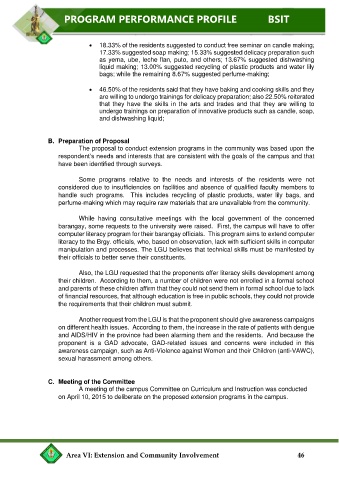 PROGRAM PERFORMANCE PROFILE BSIT
• 18.33% of the residents suggested to conduct free seminar on candle making;
17.33% suggested soap making; 15.33% suggested delicacy preparation such
as yema, ube, leche flan, puto, and others; 13.67% suggested dishwashing
liquid making; 13.00% suggested recycling of plastic products and water lily
bags; while the remaining 8.67% suggested perfume-making;
• 46.50% of the residents said that they have baking and cooking skills and they
are willing to undergo trainings for delicacy preparation; also 22.50% reiterated
that they have the skills in the arts and trades and that they are willing to
undergo trainings on preparation of innovative products such as candle, soap,
and dishwashing liquid;
B. Preparation of Proposal
The proposal to conduct extension programs in the community was based upon the
respondent's needs and interests that are consistent with the goals of the campus and that
have been identified through surveys.
Some programs relative to the needs and interests of the residents were not
considered due to insufficiencies on facilities and absence of qualified faculty members to
handle such programs. This includes recycling of plastic products, water lily bags, and
perfume-making which may require raw materials that are unavailable from the community.
While having consultative meetings with the local government of the concerned
barangay, some requests to the university were raised. First, the campus will have to offer
computer literacy program for their barangay officials. This program aims to extend computer
literacy to the Brgy. officials, who, based on observation, lack with sufficient skills in computer
manipulation and processes. The LGU believes that technical skills must be manifested by
their officials to better serve their constituents.
Also, the LGU requested that the proponents offer literacy skills development among
their children. According to them, a number of children were not enrolled in a formal school
and parents of these children affirm that they could not send them in formal school due to lack
of financial resources, that although education is free in public schools, they could not provide
the requirements that their children must submit.
Another request from the LGU is that the proponent should give awareness campaigns
on different health issues. According to them, the increase in the rate of patients with dengue
and AIDS/HIV in the province had been alarming them and the residents. And because the
proponent is a GAD advocate, GAD-related issues and concerns were included in this
awareness campaign, such as Anti-Violence against Women and their Children (anti-VAWC),
sexual harassment among others.
C. Meeting of the Committee
A meeting of the campus Committee on Curriculum and Instruction was conducted
on April 10, 2015 to deliberate on the proposed extension programs in the campus.
Area VI: Extension and Community Involvement 46